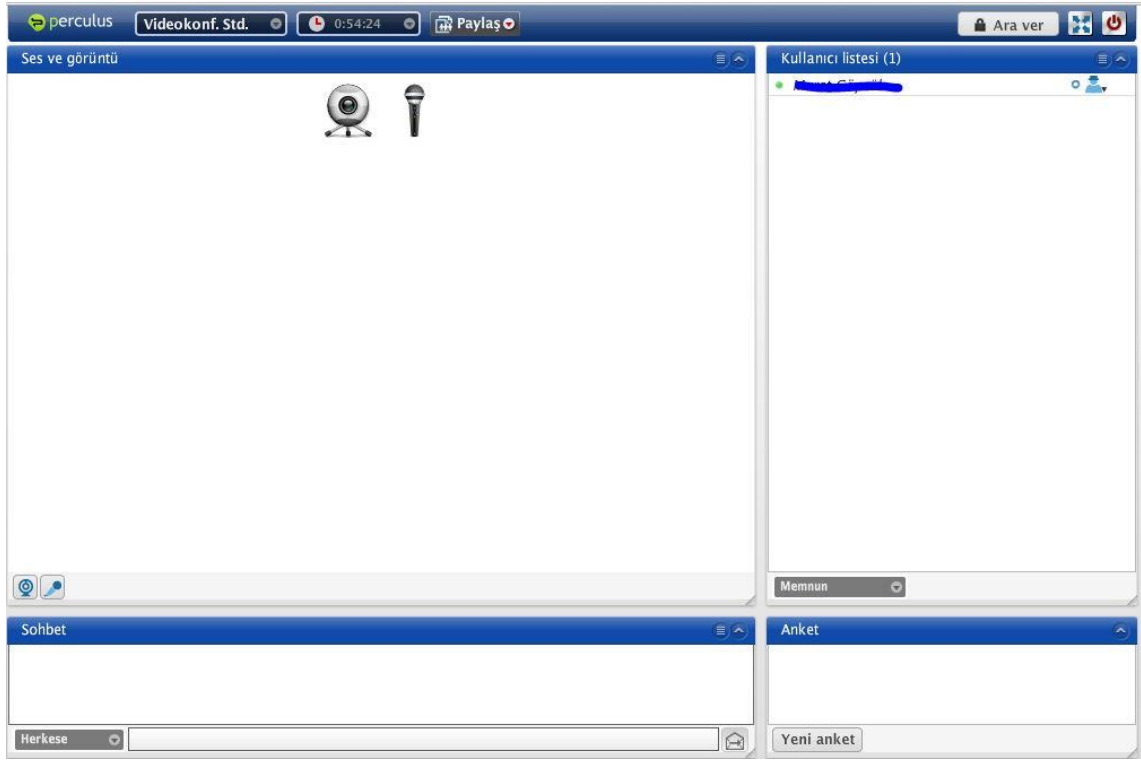 perculus Videokonf. Std. 0:54:24 Paylaş Ara ver
Ses ve görüntü
Kullanıcı listesi (1)
Memnun
Sohbet
Anket
Herkese
Yeni anket